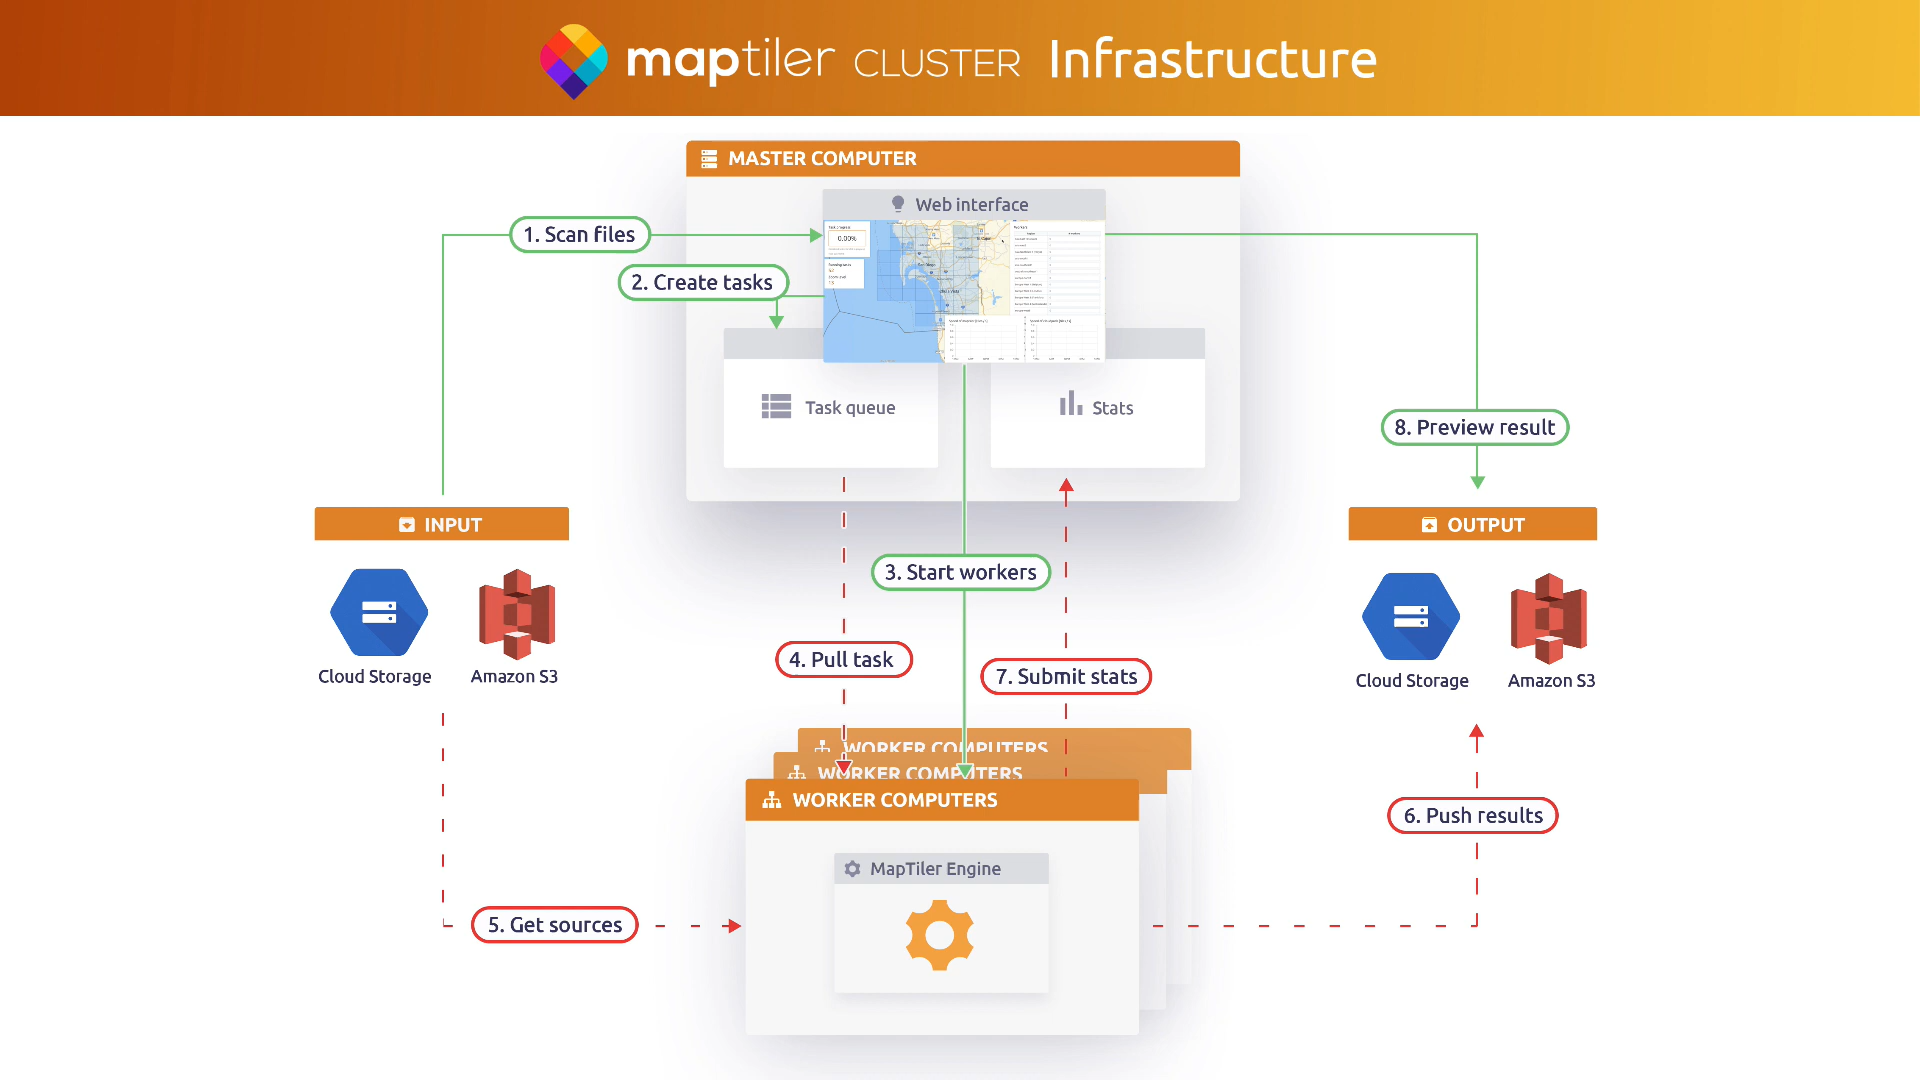 maptiler CLUSTER Infrastructure
MASTER COMPUTER
Web interface
1. Scan files
0.00%
2. Create tasks
Task queue
Stats
8. Preview result
INPUT
OUTPUT
3. Start workers
Cloud Storage
Amazon S3
Cloud Storage
Amazon S3
4. Pull task
7. Submit stats
WORKER COMPUTERS
WORKER COMPUTERS
WORKER COMPUTERS
6. Push results
MapTiler Engine
5. Get sources